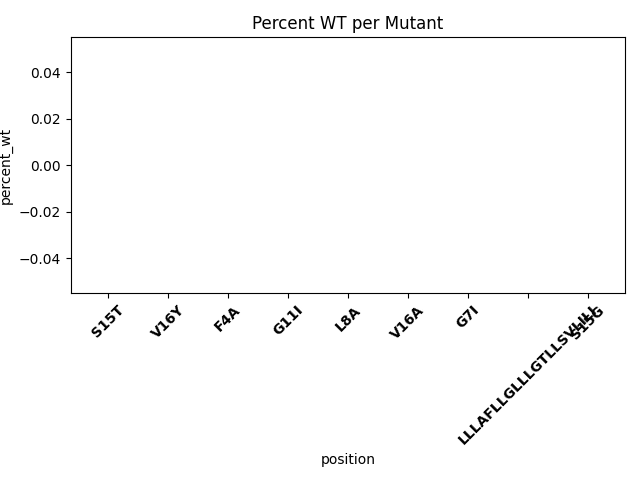 Percent WT per Mutant
0.04
0.02
0.00
−0.02
−0.04
percent_wt
S15T
V16Y
F4A
G11I
L8A
V16A
G7I
LLLAFLLGLLLGTLLSVLILL
S15G
position